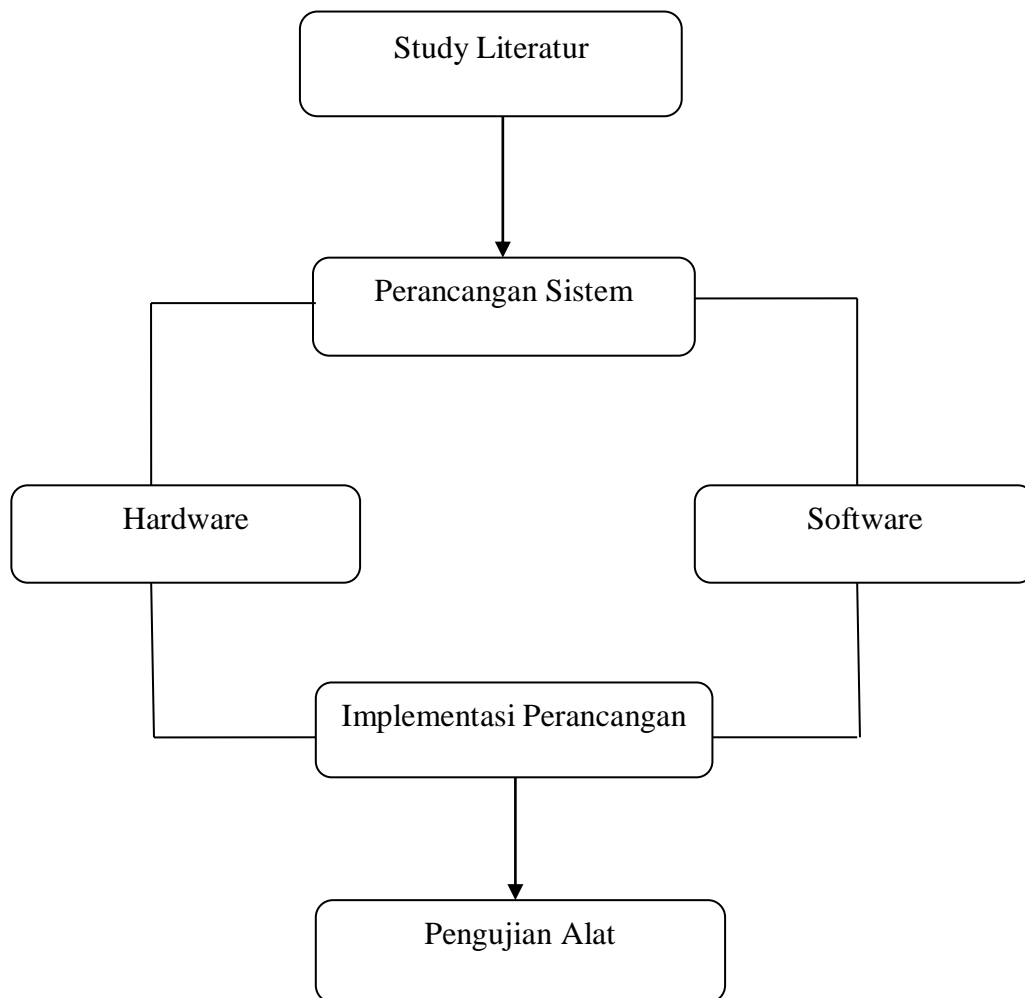 Study Literatur
Perancangan Sistem
Hardware
Software
Implementasi Perancangan
Pengujian Alat